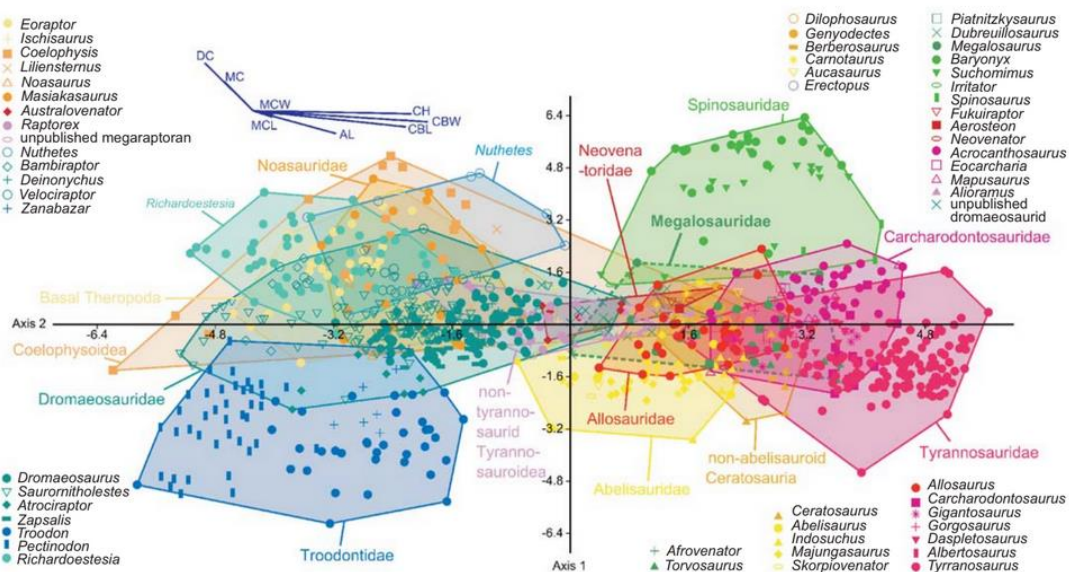 Eoraptor
Ischisaurus
Coelophysis
Liliensternus
Noasaurus
Masiakasaurus
Australovenator
Raptorex
unpublished megaraptoran
Nuthetes
Bambiraptor
Deinonychus
Velociraptor
Zanabazar
DC
MC
MCW
MCL
AL
CH
CBW
CBL
Dilophosaurus
Genyodectes
Berberosaurus
Carnotaurus
Aucasaurus
Erectopus
Piatnitzkysaurus
Dubreuillosaurus
Megalosaurus
Baryonyx
Suchomimus
Irritator
Spinosaurus
Fukuiraptor
Aerosteon
Neovenator
Acrocanthosaurus
Eocarcharia
Mapusaurus
Alioramus
unpublished
dromaeosaurid
Spinosauridae
Noasauridae
Nuthetes
Neovena
-toridae
Richardoestesia
Megalosauridae
Carcharodontosauridae
Basal Theropoda
Coelophysoidea
Dromaeosauridae
non-
tyranno-
saurid
Tyranno-
sauroidea
Allosauridae
Abelisauridae
non-abelisauroid
Ceratosauria
Tyrannosauridae
Troodontidae
6.4
4.8
3.2
1.6
-1.6
-3.2
-4.8
-6.4
Axis 2
-6.4
-4.8
-3.2
-1.6
1.6
3.2
4.8
Axis 1
Dromaeosaurus
Saurornitholestes
Atrociraptor
Zapsalis
Troodon
Pectinodon
Richardoestesia
Afrovenator
Torvosaurus
Ceratosaurus
Abelisaurus
Indosuchus
Majungasaurus
Skorpiovenator
Allosaurus
Carcharodontosaurus
Gigantosaurus
Gorgosaurus
Daspletosaurus
Albertosaurus
Tyrannosaurus